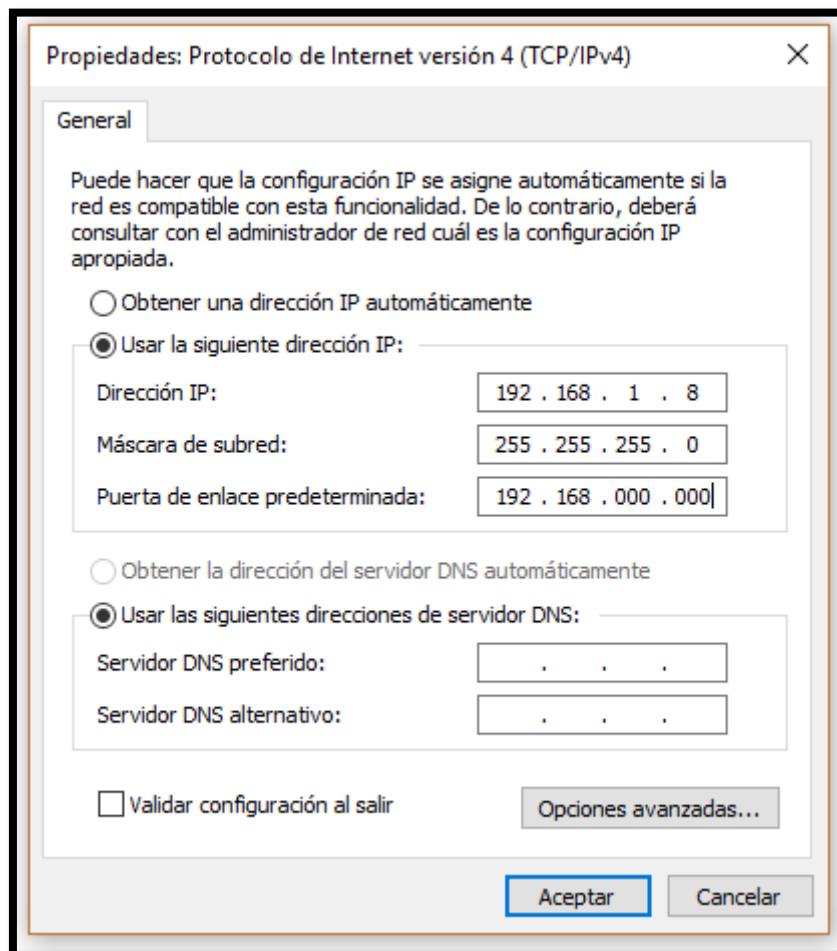 Propiedades: Protocolo de Internet versión 4 (TCP/IPv4)
General
Puede hacer que la configuración IP se asigne automáticamente si la
red es compatible con esta funcionalidad. De lo contrario, deberá
consultar con el administrador de red cuál es la configuración IP
apropiada.
Obtener una dirección IP automáticamente
Usar la siguiente dirección IP:
Dirección IP: 192 . 168 . 1 . 8
Máscara de subred: 255 . 255 . 255 . 0
Puerta de enlace predeterminada: 192 . 168 . 000 . 000
Obtener la dirección del servidor DNS automáticamente
Usar las siguientes direcciones de servidor DNS:
Servidor DNS preferido: . . .
Servidor DNS alternativo: . . .
Validar configuración al salir Opciones avanzadas...
Aceptar Cancelar